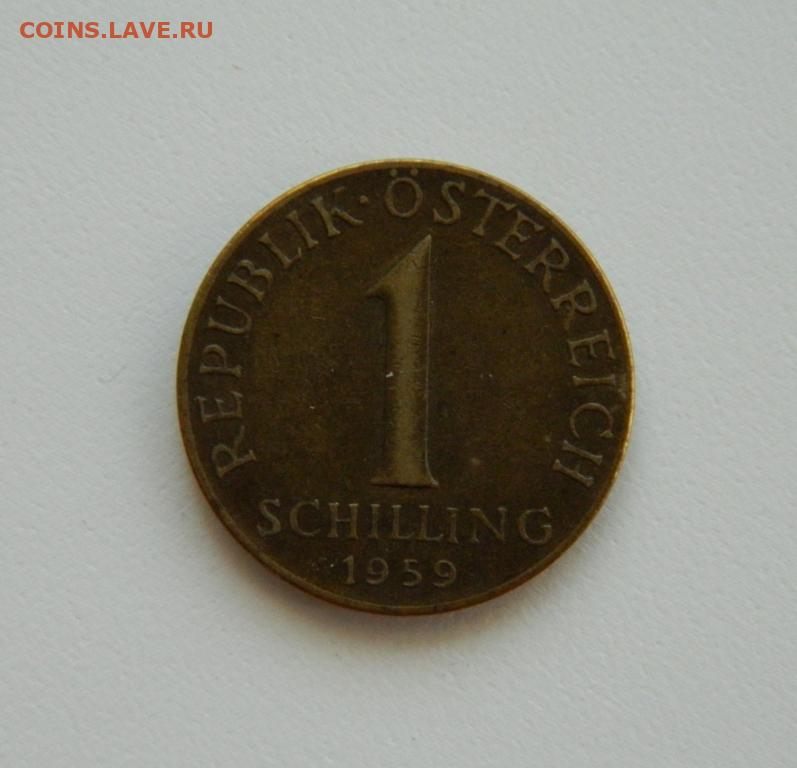 COINS.LAVE.RU
REPUBLIK · ÖSTERREICH
1
SCHILLING
1959